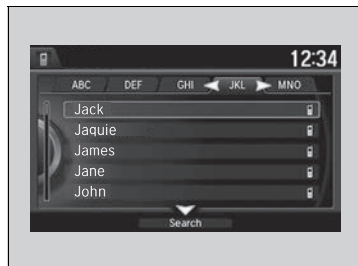 12:34
ABC DEF GHI JKL MNO
Jack
Jaquie
James
Jane
John
Search